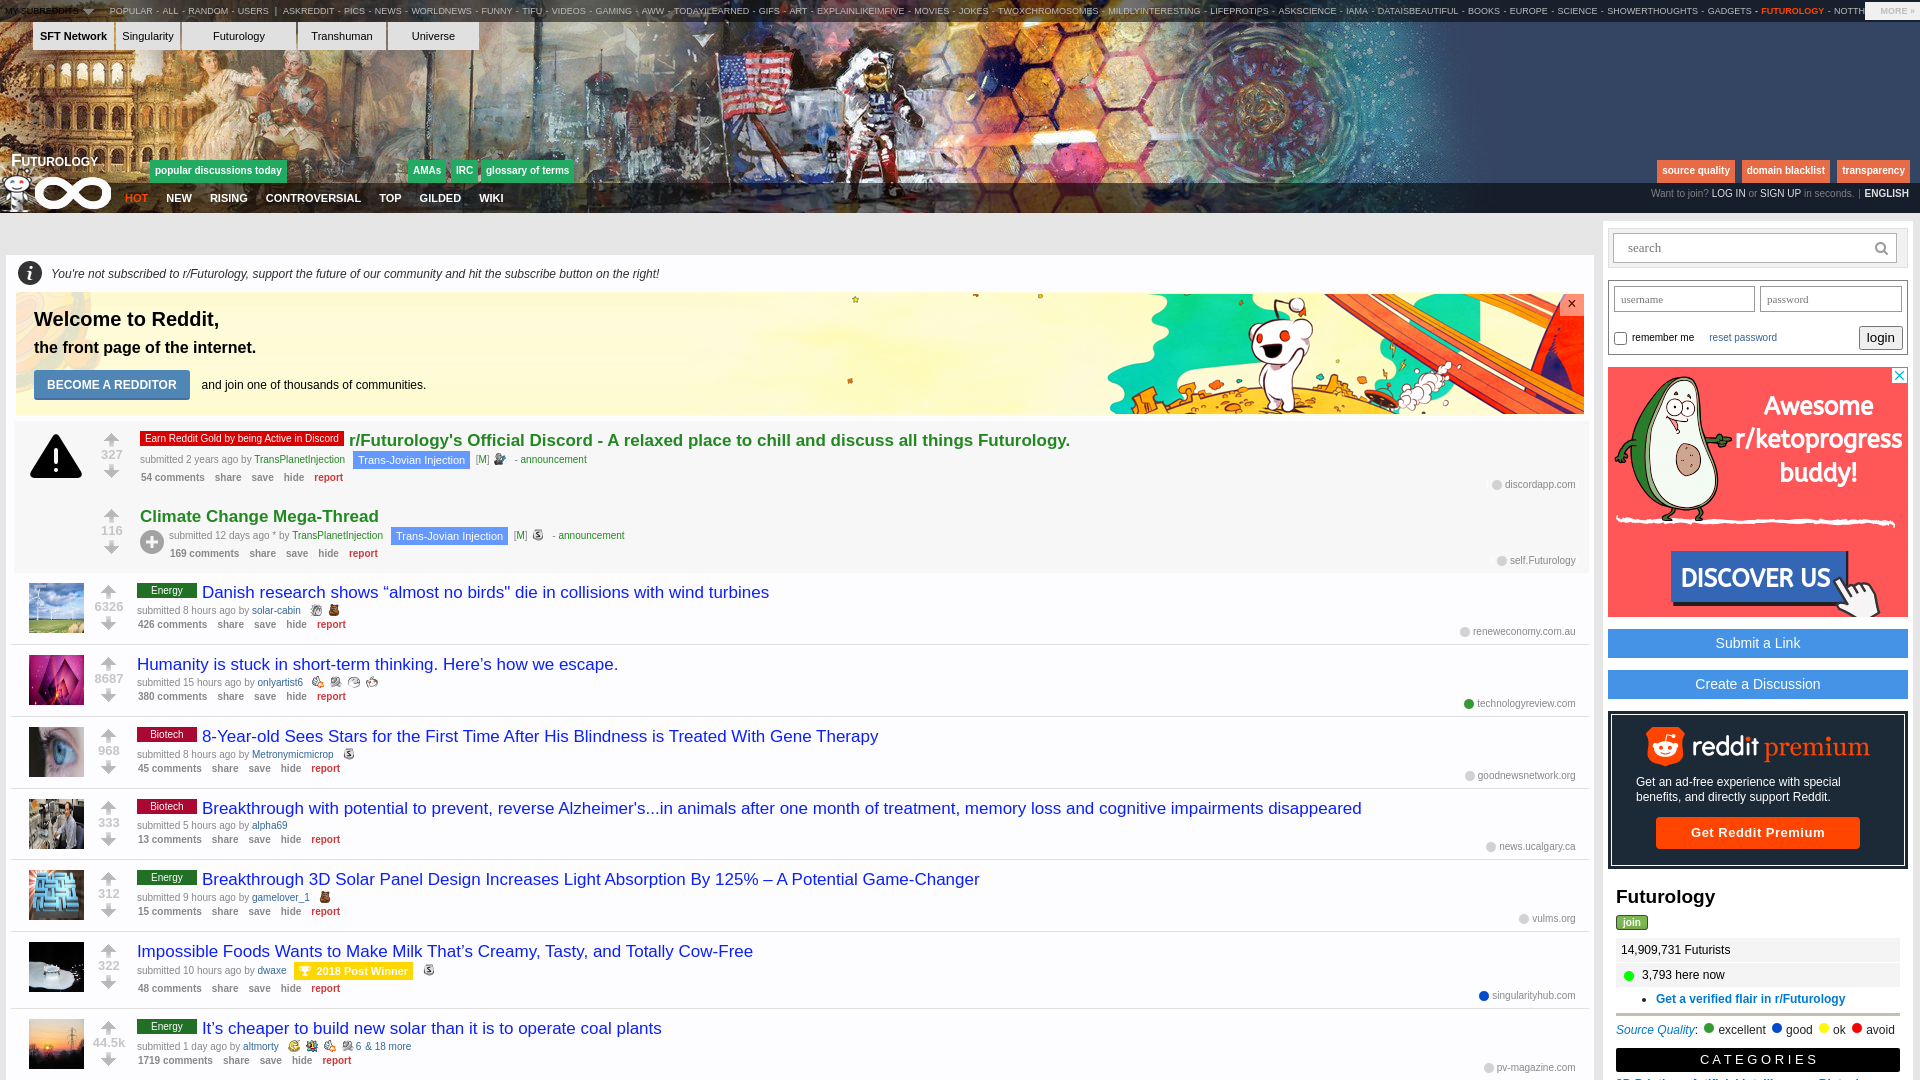 MY SUBREDDITS POPULAR - ALL - RANDOM - USERS | ASKREDDIT - PICS - NEWS - WORLDNEWS - FUNNY - TIFU - VIDEOS - GAMING - AWW - TODAYILEARNED - GIFS - ART - EXPLAINLIKEIMFIVE - MOVIES - JOKES - TWOXCHROMOSOMES - MILDLYINTERESTING - LIFEPROTIPS - ASKSCIENCE - IAMA - DATAISBEAUTIFUL - BOOKS - EUROPE - SCIENCE - SHOWERTHOUGHTS - GADGETS - FUTUROLOGY - NOTTH MORE »
SFT Network Singularity Futurology Transhuman Universe
FUTUROLOGY
popular discussions today AMAs IRC glossary of terms source quality domain blacklist transparency
HOT NEW RISING CONTROVERSIAL TOP GILDED WIKI
Want to join? LOG IN or SIGN UP in seconds. | ENGLISH
You're not subscribed to r/Futurology, support the future of our community and hit the subscribe button on the right!
Welcome to Reddit,
the front page of the internet.
BECOME A REDDITOR and join one of thousands of communities.
×
Earn Reddit Gold by being Active in Discord r/Futurology's Official Discord - A relaxed place to chill and discuss all things Futurology.
327
submitted 2 years ago by TransPlanetInjection Trans-Jovian Injection [M] - announcement
54 comments share save hide report
discordapp.com
Climate Change Mega-Thread
116
submitted 12 days ago * by TransPlanetInjection Trans-Jovian Injection [M] - announcement
169 comments share save hide report
self.Futurology
Energy Danish research shows “almost no birds" die in collisions with wind turbines
6326
submitted 8 hours ago by solar-cabin
426 comments share save hide report
reneweconomy.com.au
Humanity is stuck in short-term thinking. Here’s how we escape.
8687
submitted 15 hours ago by onlyartist6
380 comments share save hide report
technologyreview.com
Biotech 8-Year-old Sees Stars for the First Time After His Blindness is Treated With Gene Therapy
968
submitted 8 hours ago by Metronymicmicrop
45 comments share save hide report
goodnewsnetwork.org
Biotech Breakthrough with potential to prevent, reverse Alzheimer's...in animals after one month of treatment, memory loss and cognitive impairments disappeared
333
submitted 5 hours ago by alpha69
13 comments share save hide report
news.ucalgary.ca
Energy Breakthrough 3D Solar Panel Design Increases Light Absorption By 125% – A Potential Game-Changer
312
submitted 9 hours ago by gamelover_1
15 comments share save hide report
vulms.org
Impossible Foods Wants to Make Milk That’s Creamy, Tasty, and Totally Cow-Free
322
submitted 10 hours ago by dwaxe 2018 Post Winner
48 comments share save hide report
singularityhub.com
Energy It’s cheaper to build new solar than it is to operate coal plants
44.5k
submitted 1 day ago by altmorty 6 & 18 more
1719 comments share save hide report
pv-magazine.com
search
username password
remember me reset password login
Awesome
r/ketoprogress
buddy!
DISCOVER US
Submit a Link
Create a Discussion
reddit premium
Get an ad-free experience with special
benefits, and directly support Reddit.
Get Reddit Premium
Futurology
join
14,909,731 Futurists
3,793 here now
Get a verified flair in r/Futurology
Source Quality: excellent good ok avoid
CATEGORIES